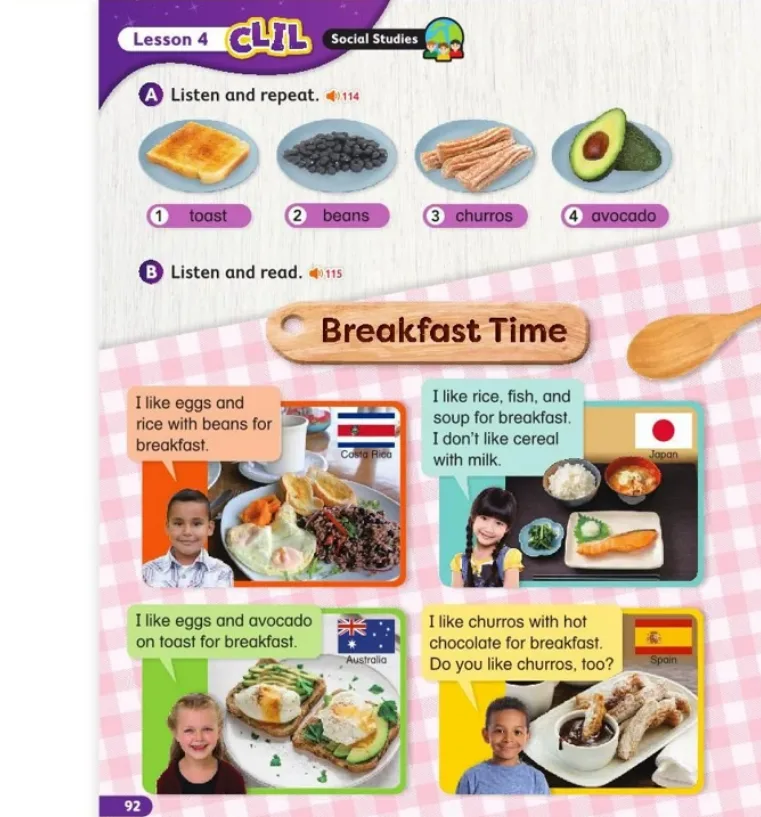 Lesson 4
CLIL
Social Studies
A Listen and repeat. 114
1 toast
2 beans
3 churros
4 avocado
B Listen and read. 115
Breakfast Time
I like eggs and
rice with beans for
breakfast.
Costa Rica
I like rice, fish, and
soup for breakfast.
I don't like cereal
with milk.
Japan
I like eggs and avocado
on toast for breakfast.
Australia
I like churros with hot
chocolate for breakfast.
Do you like churros, too?
Spain
92